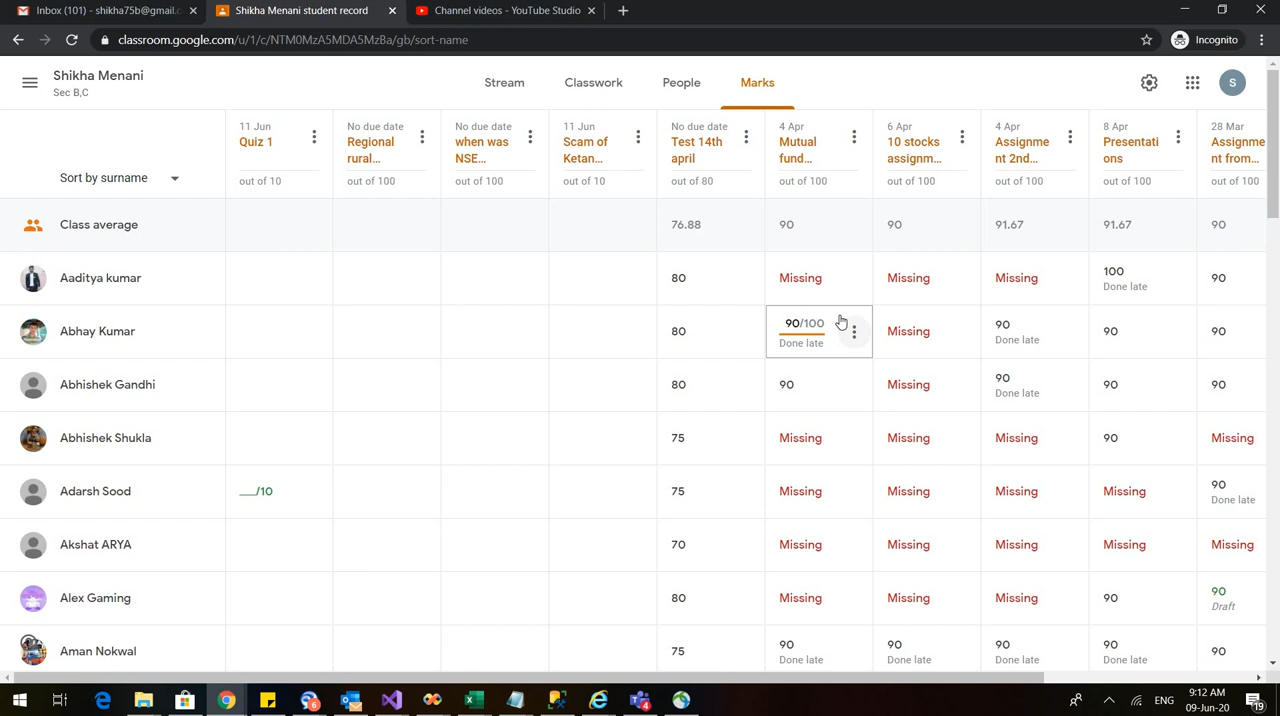 Inbox (101) - shikha75b@gmail.c
Shikha Menani student record
Channel videos - YouTube Studio
classroom.google.com/u/1/c/NTM0MzA5MDA5MzBa/gb/sort-name
Incognito
Shikha Menani
Sec B,C
Stream
Classwork
People
Marks
S
Sort by surname
11 Jun
Quiz 1
out of 10
No due date
Regional
rural...
out of 100
No due date
when was
NSE...
out of 100
11 Jun
Scam of
Ketan...
out of 10
No due date
Test 14th
april
out of 80
4 Apr
Mutual
fund...
out of 100
6 Apr
10 stocks
assignm...
out of 100
4 Apr
Assignme
nt 2nd...
out of 100
8 Apr
Presentati
ons
out of 100
28 Mar
Assignme
nt from...
out of 100
Class average 76.88 90 90 91.67 91.67 90
Aaditya kumar 80 Missing Missing Missing 100 90
Done late
Abhay Kumar 80 90/100 Missing 90 90 90
Done late Done late
Abhishek Gandhi 80 90 Missing 90 90 90
Done late
Abhishek Shukla 75 Missing Missing Missing 90 Missing
Adarsh Sood __/10 75 Missing Missing Missing Missing 90
Done late
Akshat ARYA 70 Missing Missing Missing Missing Missing
Alex Gaming 80 Missing Missing Missing 90 90
Draft
Aman Nokwal 75 90 90 90 90 90
Done late Done late Done late
6
4
ENG
9:12 AM
09-Jun-20
19